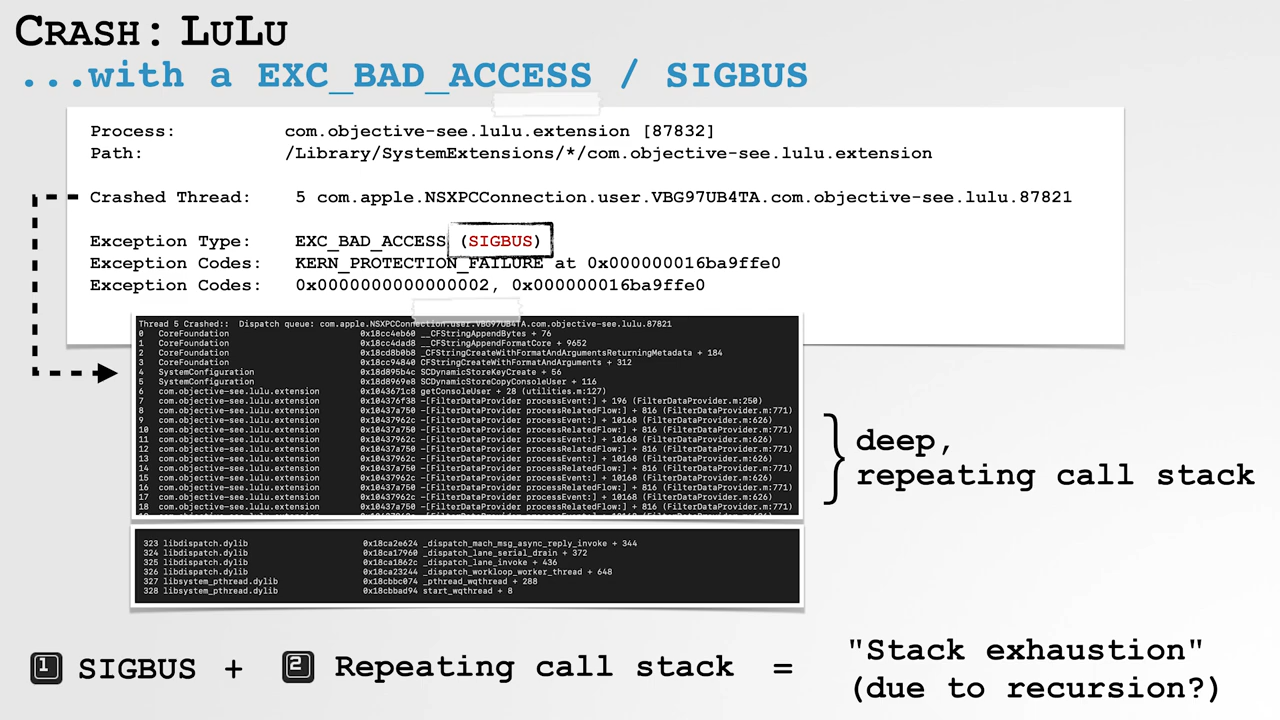 CRASH: LULU
...with a EXC_BAD_ACCESS / SIGBUS
Process: com.objective-see.lulu.extension [87832]
Path: /Library/SystemExtensions/*/com.objective-see.lulu.extension
Crashed Thread: 5 com.apple.NSXPCConnection.user.VBG97UB4TA.com.objective-see.lulu.87821
Exception Type: EXC_BAD_ACCESS (SIGBUS)
Exception Codes: KERN_PROTECTION_FAILURE at 0x000000016ba9ffe0
Exception Codes: 0x0000000000000002, 0x000000016ba9ffe0
Thread 5 Crashed:: Dispatch queue: com.apple.NSXPCConnection.user.VBG97UB4TA.com.objective-see.lulu.87821
0 CoreFoundation 0x18cc4eb60 __CFStringAppendBytes + 76
1 CoreFoundation 0x18cc4dad8 __CFStringAppendFormatCore + 9652
2 CoreFoundation 0x18cd8b0b8 _CFStringCreateWithFormatAndArgumentsReturningMetadata + 184
3 CoreFoundation 0x18cc94840 CFStringCreateWithFormatAndArguments + 312
4 SystemConfiguration 0x18d895b4c SCDynamicStoreKeyCreate + 56
5 SystemConfiguration 0x18d8969e8 SCDynamicStoreCopyConsoleUser + 116
6 com.objective-see.lulu.extension 0x1043671c8 getConsoleUser + 28 (utilities.m:127)
7 com.objective-see.lulu.extension 0x104376f38 -[FilterDataProvider processEvent:] + 196 (FilterDataProvider.m:250)
8 com.objective-see.lulu.extension 0x10437a750 -[FilterDataProvider processRelatedFlow:] + 816 (FilterDataProvider.m:771)
9 com.objective-see.lulu.extension 0x10437962c -[FilterDataProvider processEvent:] + 10168 (FilterDataProvider.m:626)
10 com.objective-see.lulu.extension 0x10437a750 -[FilterDataProvider processRelatedFlow:] + 816 (FilterDataProvider.m:771)
11 com.objective-see.lulu.extension 0x10437962c -[FilterDataProvider processEvent:] + 10168 (FilterDataProvider.m:626)
12 com.objective-see.lulu.extension 0x10437a750 -[FilterDataProvider processRelatedFlow:] + 816 (FilterDataProvider.m:771)
13 com.objective-see.lulu.extension 0x10437962c -[FilterDataProvider processEvent:] + 10168 (FilterDataProvider.m:626)
14 com.objective-see.lulu.extension 0x10437a750 -[FilterDataProvider processRelatedFlow:] + 816 (FilterDataProvider.m:771)
15 com.objective-see.lulu.extension 0x10437962c -[FilterDataProvider processEvent:] + 10168 (FilterDataProvider.m:626)
16 com.objective-see.lulu.extension 0x10437a750 -[FilterDataProvider processRelatedFlow:] + 816 (FilterDataProvider.m:771)
17 com.objective-see.lulu.extension 0x10437962c -[FilterDataProvider processEvent:] + 10168 (FilterDataProvider.m:626)
18 com.objective-see.lulu.extension 0x10437a750 -[FilterDataProvider processRelatedFlow:] + 816 (FilterDataProvider.m:771)
deep,
repeating call stack
323 libdispatch.dylib 0x18ca2e624 _dispatch_mach_msg_async_reply_invoke + 344
324 libdispatch.dylib 0x18ca17960 _dispatch_lane_serial_drain + 372
325 libdispatch.dylib 0x18ca1862c _dispatch_lane_invoke + 436
326 libdispatch.dylib 0x18ca23244 _dispatch_workloop_worker_thread + 648
327 libsystem_pthread.dylib 0x18cbbc074 _pthread_wqthread + 288
328 libsystem_pthread.dylib 0x18cbbad94 start_wqthread + 8
1 SIGBUS + 2 Repeating call stack =
"Stack exhaustion"
(due to recursion?)